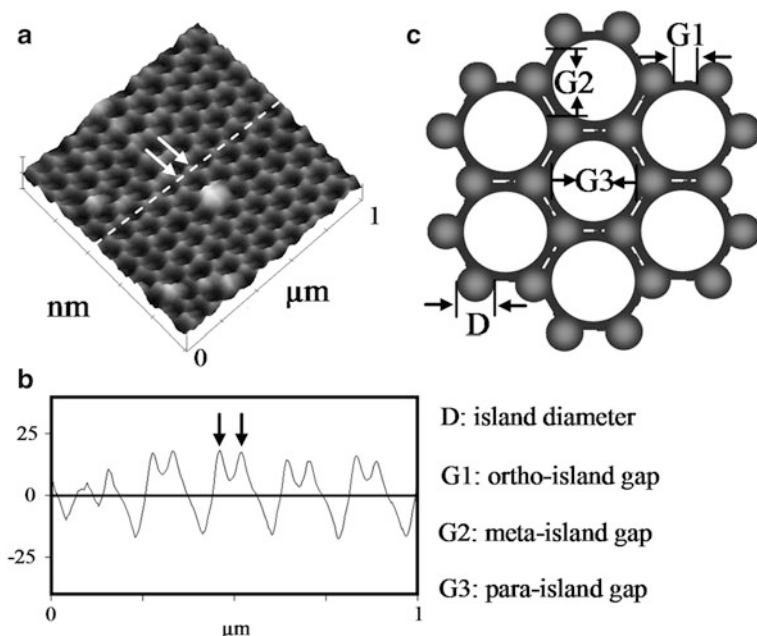 a
nm
µm
0
1
c
G1
G2
G3
D
b
25
0
-25
0
µm
1
D: island diameter
G1: ortho-island gap
G2: meta-island gap
G3: para-island gap